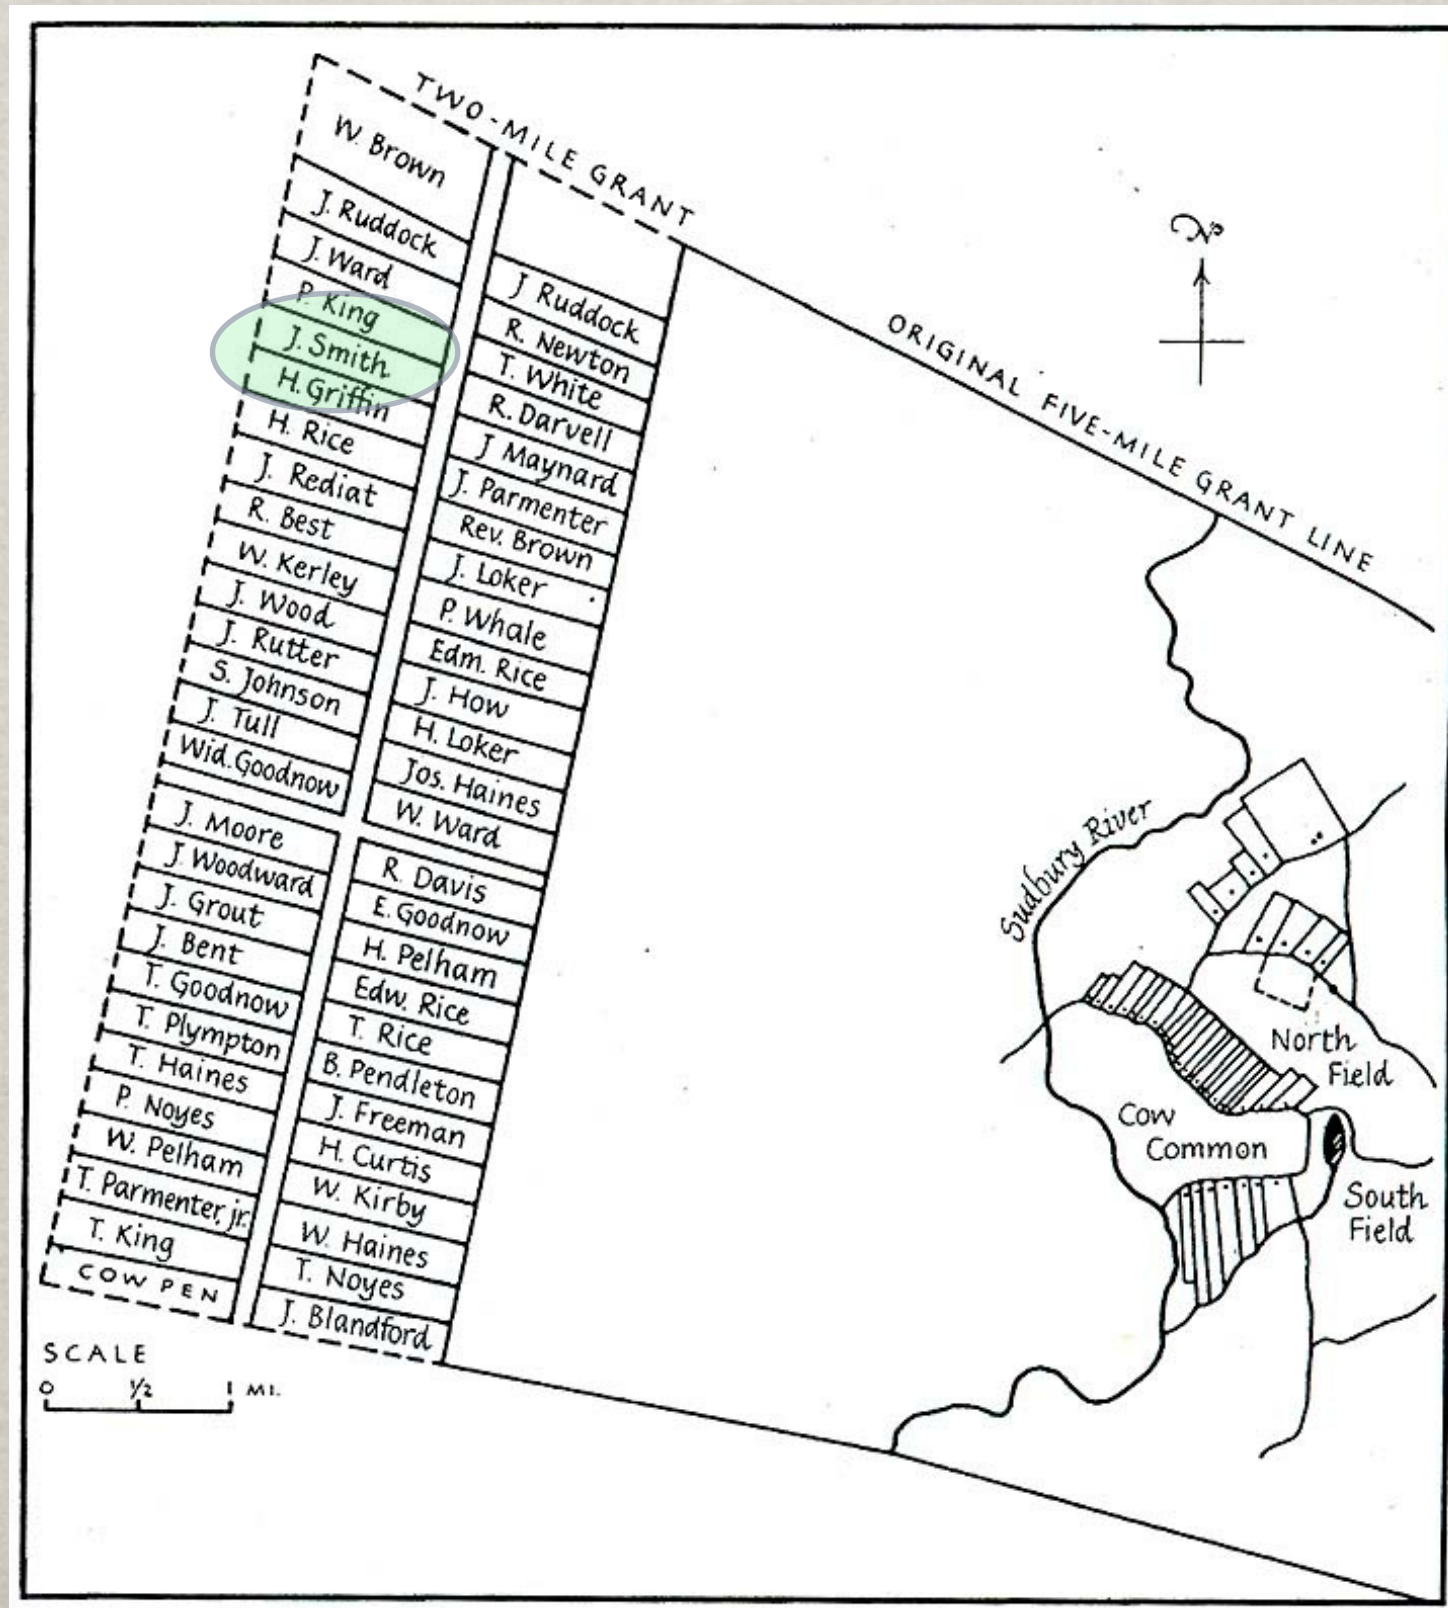 TWO-MILE GRANT
W. Brown
J. Ruddock
J. Ward
P. King
J. Smith
H. Griffin
H. Rice
J. Rediat
R. Best
W. Kerley
J. Wood
J. Rutter
S. Johnson
J. Tull
Wid. Goodnow
J. Moore
J. Woodward
J. Grout
J. Bent
T. Goodnow
T. Plympton
T. Haines
P. Noyes
W. Pelham
T. Parmenter, jr.
T. King
COW PEN
J Ruddock
R. Newton
T. White
R. Darvell
J Maynard
J. Parmenter
Rev. Brown
J. Loker
P. Whale
Edm. Rice
J. How
H. Loker
Jos. Haines
W. Ward
R. Davis
E. Goodnow
H. Pelham
Edw. Rice
T. Rice
B. Pendleton
J. Freeman
H. Curtis
W. Kirby
W. Haines
T. Noyes
J. Blandford
ORIGINAL FIVE-MILE GRANT LINE
Sudbury River
North
Field
Cow
Common
South
Field
SCALE
0 1/2 1 MI.